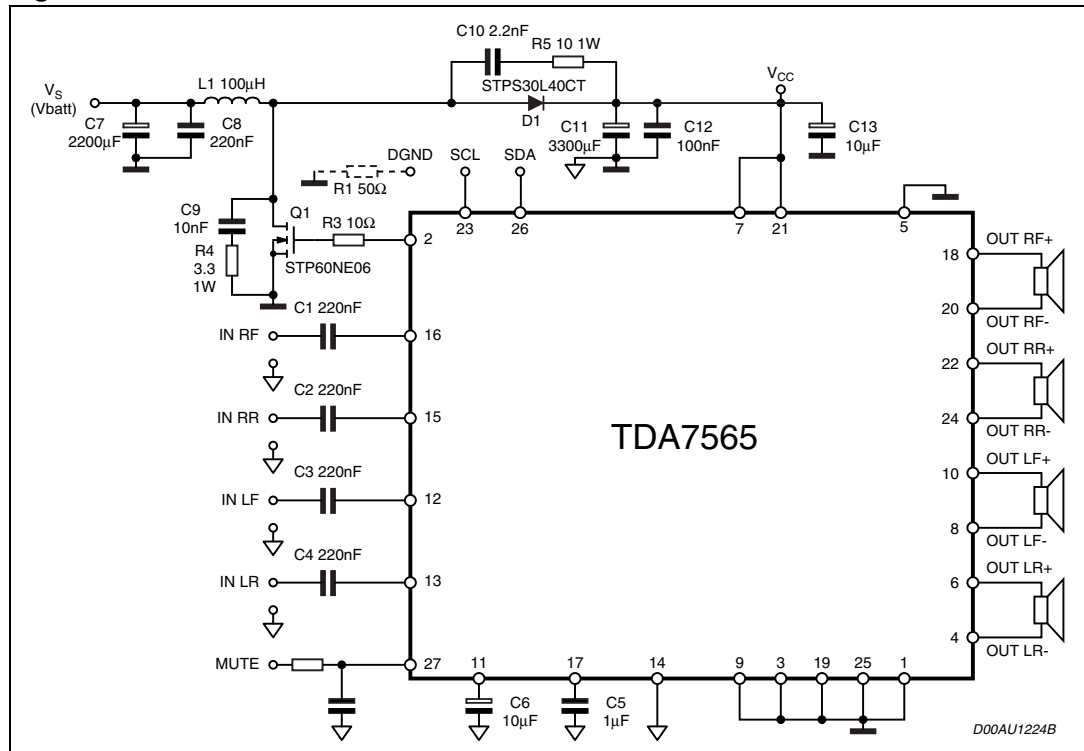 C10 2.2nF
R5 10 1W
STPS30L40CT
D1
L1 100μH
VS
(Vbatt)
C7
2200μF
C8
220nF
VCC
C11
3300μF
C12
100nF
C13
10μF
DGND
SCL
SDA
R1 50Ω
C9
10nF
Q1
R3 10Ω
R4
3.3
1W
STP60NE06
2
23
26
7
21
5
C1 220nF
IN RF
16
C2 220nF
IN RR
15
C3 220nF
IN LF
12
C4 220nF
IN LR
13
MUTE
27
TDA7565
18
OUT RF+
20
OUT RF-
22
OUT RR+
24
OUT RR-
10
OUT LF+
8
OUT LF-
6
OUT LR+
4
OUT LR-
11
17
14
9
3
19
25
1
C6
10μF
C5
1μF
D00AU1224B